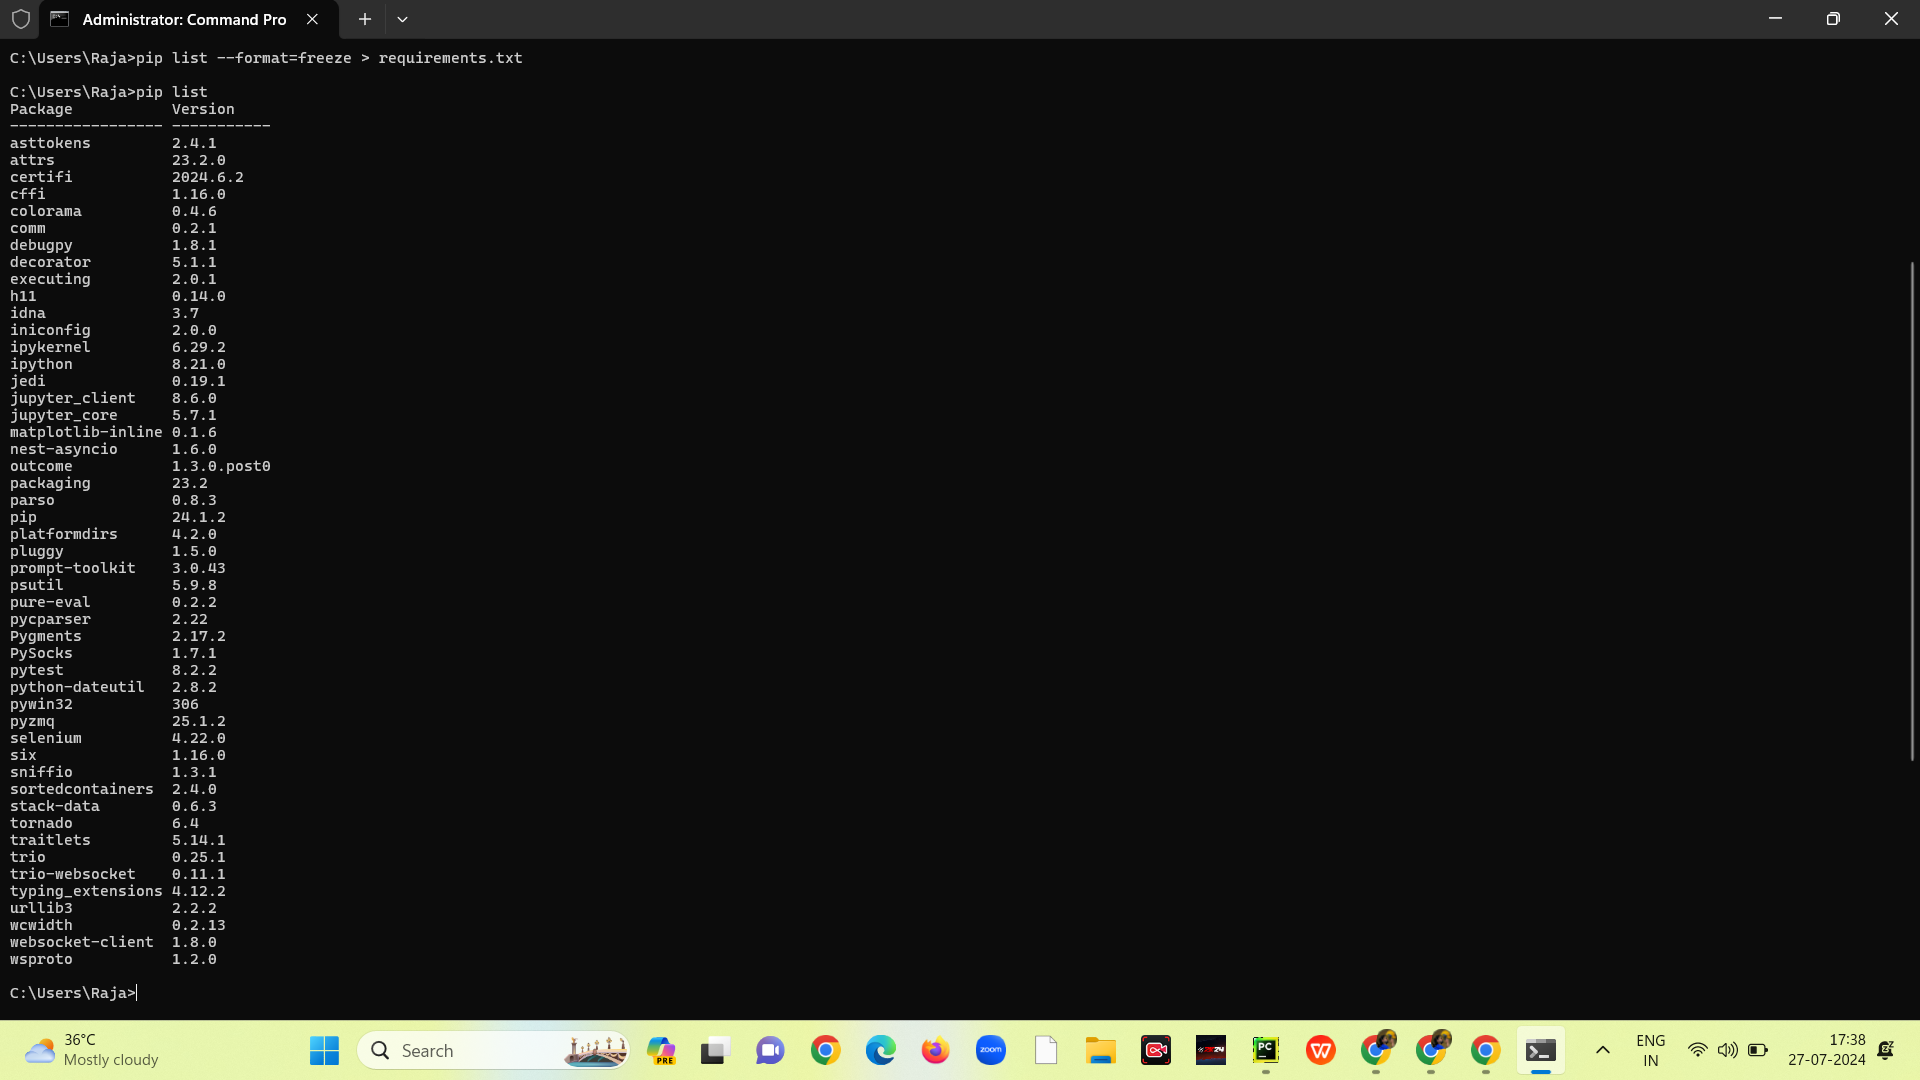 Administrator: Command Pro
C:\Users\Raja>pip list --format=freeze > requirements.txt
C:\Users\Raja>pip list
Package Version
----------------- -----------
asttokens 2.4.1
attrs 23.2.0
certifi 2024.6.2
cffi 1.16.0
colorama 0.4.6
comm 0.2.1
debugpy 1.8.1
decorator 5.1.1
executing 2.0.1
h11 0.14.0
idna 3.7
iniconfig 2.0.0
ipykernel 6.29.2
ipython 8.21.0
jedi 0.19.1
jupyter_client 8.6.0
jupyter_core 5.7.1
matplotlib-inline 0.1.6
nest-asyncio 1.6.0
outcome 1.3.0.post0
packaging 23.2
parso 0.8.3
pip 24.1.2
platformdirs 4.2.0
pluggy 1.5.0
prompt-toolkit 3.0.43
psutil 5.9.8
pure-eval 0.2.2
pycparser 2.22
Pygments 2.17.2
PySocks 1.7.1
pytest 8.2.2
python-dateutil 2.8.2
pywin32 306
pyzmq 25.1.2
selenium 4.22.0
six 1.16.0
sniffio 1.3.1
sortedcontainers 2.4.0
stack-data 0.6.3
tornado 6.4
traitlets 5.14.1
trio 0.25.1
trio-websocket 0.11.1
typing_extensions 4.12.2
urllib3 2.2.2
wcwidth 0.2.13
websocket-client 1.8.0
wsproto 1.2.0
C:\Users\Raja>
36°C
Mostly cloudy
Search
PRE
zoom
2K24
PC
W
ENG
IN
17:38
27-07-2024